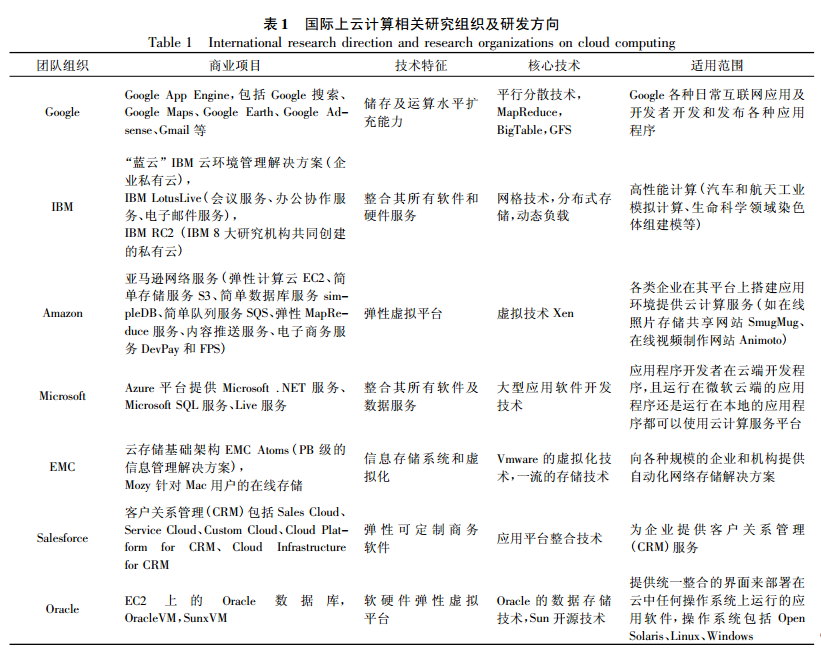 表 1 国际上云计算相关研究组织及研发方向
Table 1 International research direction and research organizations on cloud computing
团队组织 商业项目 技术特征 核心技术 适用范围
Google
Google App Engine,包括 Google 搜索、
Google Maps、Google Earth、Google Ad-
sense、Gmail 等
储存及运算水平扩
充能力
平行分散技术,
MapReduce,
BigTable,GFS
Google 各种日常互联网应用及
开发者开发和发布各种应用
程序
IBM
“蓝云”IBM 云环境管理解决方案(企
业私有云),
IBM LotusLive(会议服务、办公协作服
务、电子邮件服务),
IBM RC2 (IBM 8 大研究机构共同创建
的私有云)
整合其所有软件和
硬件服务
网格技术,分布式存
储,动态负载
高性能计算(汽车和航天工业
模拟计算、生命科学领域染色
体组建模等)
Amazon
亚马逊网络服务(弹性计算云 EC2、简
单存储服务 S3、简单数据库服务 sim-
pleDB、简单队列服务 SQS、弹性 MapRe-
duce 服务、内容推送服务、电子商务服
务 DevPay 和 FPS)
弹性虚拟平台
虚拟技术 Xen
各类企业在其平台上搭建应用
环境提供云计算服务(如在线
照片存储共享网站 SmugMug、
在线视频制作网站 Animoto)
Microsoft
Azure 平台提供 Microsoft .NET 服务、
Microsoft SQL 服务、Live 服务
整合其所有软件及
数据服务
大型应用软件开发
技术
应用程序开发者在云端开发程
序,且运行在微软云端的应用
程序还是运行在本地的应用程
序都可以使用云计算服务平台
EMC
云存储基础架构 EMC Atoms(PB 级的
信息管理解决方案),
Mozy 针对 Mac 用户的在线存储
信息存储系统和虚
拟化
Vmware 的虚拟化技
术,一流的存储技术
向各种规模的企业和机构提供
自动化网络存储解决方案
Salesforce
客户关系管理(CRM)包括 Sales Cloud、
Service Cloud、Custom Cloud、Cloud Plat-
form for CRM、Cloud Infrastructure
for CRM
弹性可定制商务
软件
应用平台整合技术
为企业提供客户关系管理
(CRM)服务
Oracle
EC2 上的 Oracle 数据库,
OracleVM,SunxVM
软硬件弹性虚拟
平台
Oracle 的数据存储
技术,Sun 开源技术
提供统一整合的界面来部署在
云中任何操作系统上运行的应
用软件,操作系统包括 Open
Solaris、Linux、Windows